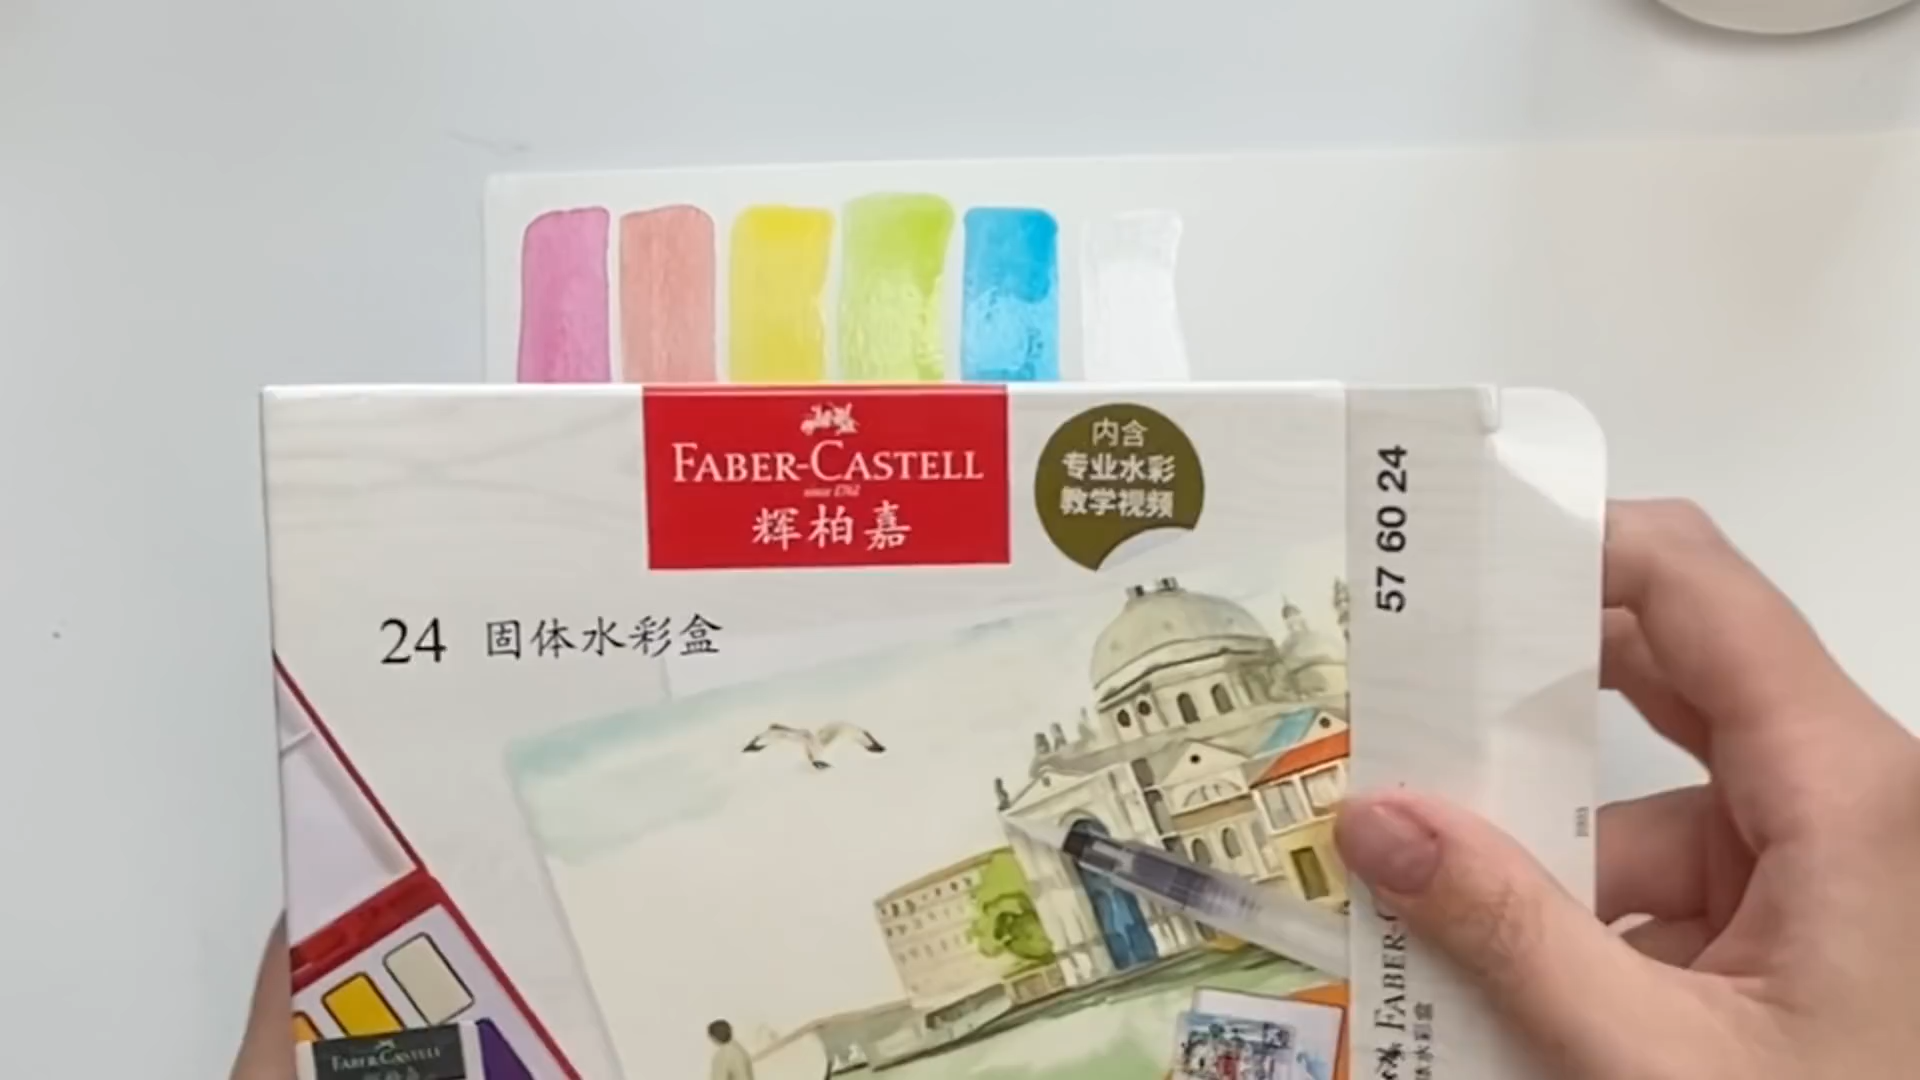 FABER-CASTELL
since 1761
辉柏嘉
内含
专业水彩
教学视频
24 固体水彩盒
57 60 24
FABER-CASTELL